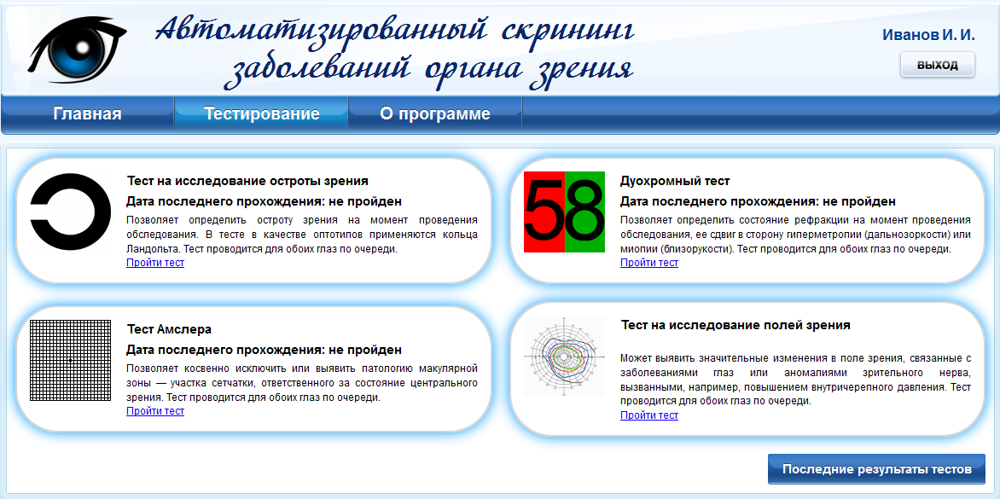 Автоматизированный скрининг
заболеваний органа зрения
Иванов И. И.
выход
Главная
Тестирование
О программе
Тест на исследование остроты зрения
Дата последнего прохождения: не пройден
Позволяет определить остроту зрения на момент проведения
обследования. В тесте в качестве оптотипов применяются кольца
Ландольта. Тест проводится для обоих глаз по очереди.
Пройти тест
58
Дуохромный тест
Дата последнего прохождения: не пройден
Позволяет определить состояние рефракции на момент проведения
обследования, ее сдвиг в сторону гиперметропии (дальнозоркости) или
миопии (близорукости). Тест проводится для обоих глаз по очереди.
Пройти тест
Тест Амслера
Дата последнего прохождения: не пройден
Позволяет косвенно исключить или выявить патологию макулярной
зоны — участка сетчатки, ответственного за состояние центрального
зрения. Тест проводится для обоих глаз по очереди.
Пройти тест
Тест на исследование полей зрения
Может выявить значительные изменения в поле зрения, связанные с
заболеваниями глаз или аномалиями зрительного нерва,
вызванными, например, повышением внутричерепного давления. Тест
проводится для обоих глаз по очереди.
Пройти тест
Последние результаты тестов